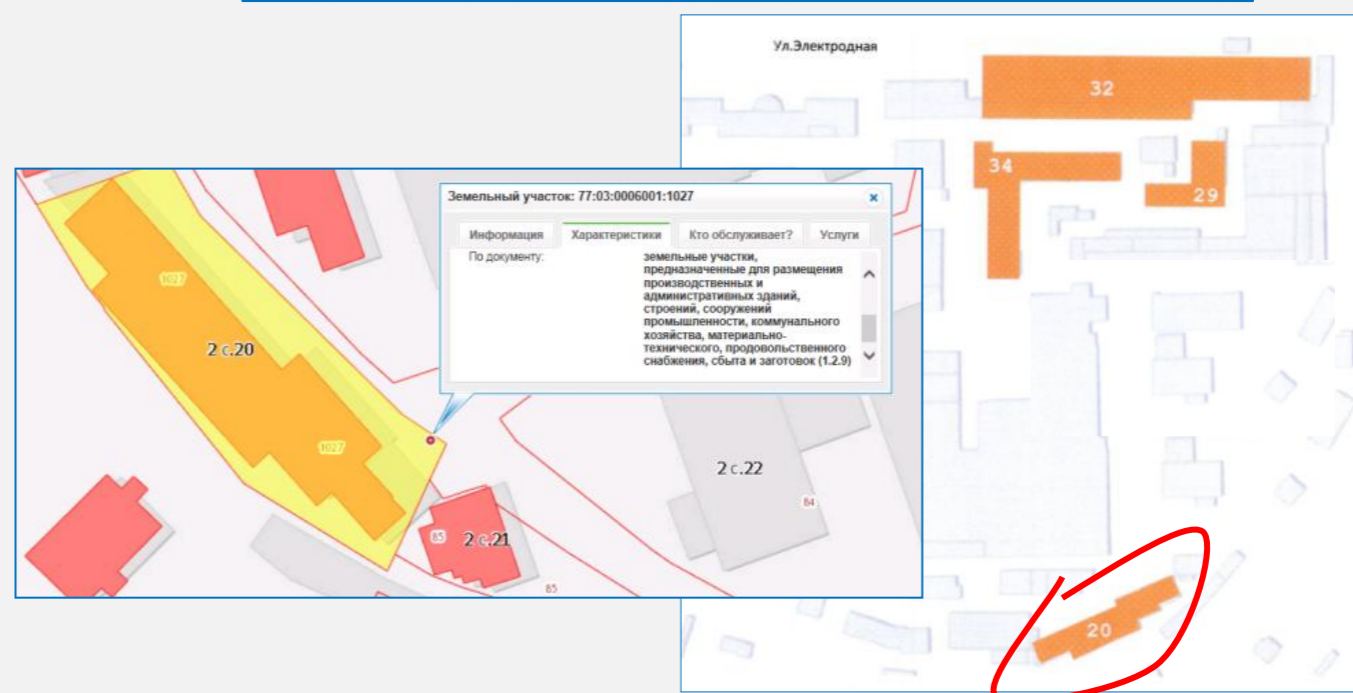 Ул.Электродная
32
34
29
20
Земельный участок: 77:03:0006001:1027
Информация Характеристики Кто обслуживает? Услуги
По документу: земельные участки,
предназначенные для размещения
производственных и
административных зданий,
строений, сооружений
промышленности, коммунального
хозяйства, материально-
технического, продовольственного
снабжения, сбыта и заготовок (1.2.9)
1027
2 с.20
1027
2 с.22
84
85 2 с.21
85